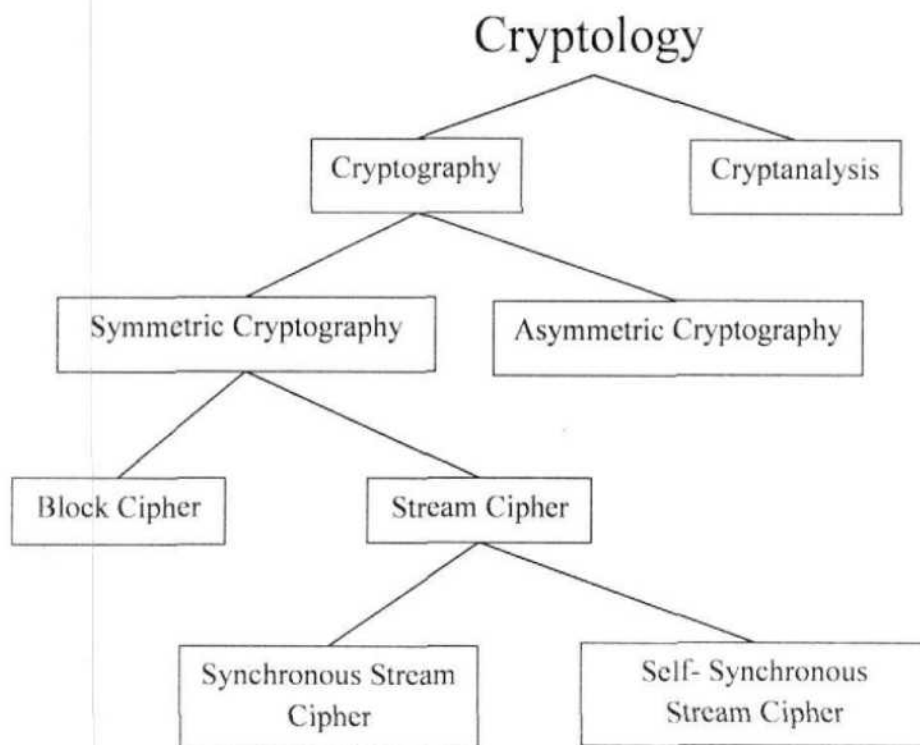 Cryptology
Cryptography
Cryptanalysis
Symmetric Cryptography
Asymmetric Cryptography
Block Cipher
Stream Cipher
Synchronous Stream
Cipher
Self- Synchronous
Stream Cipher